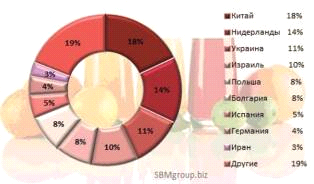 19%
18%
3%
4%
5%
8%
8%
10%
11%
14%
Китай 18%
Нидерланды 14%
Украина 11%
Израиль 10%
Польша 8%
Болгария 8%
Испания 5%
Германия 4%
Иран 3%
Другие 19%
SBMgroup.biz